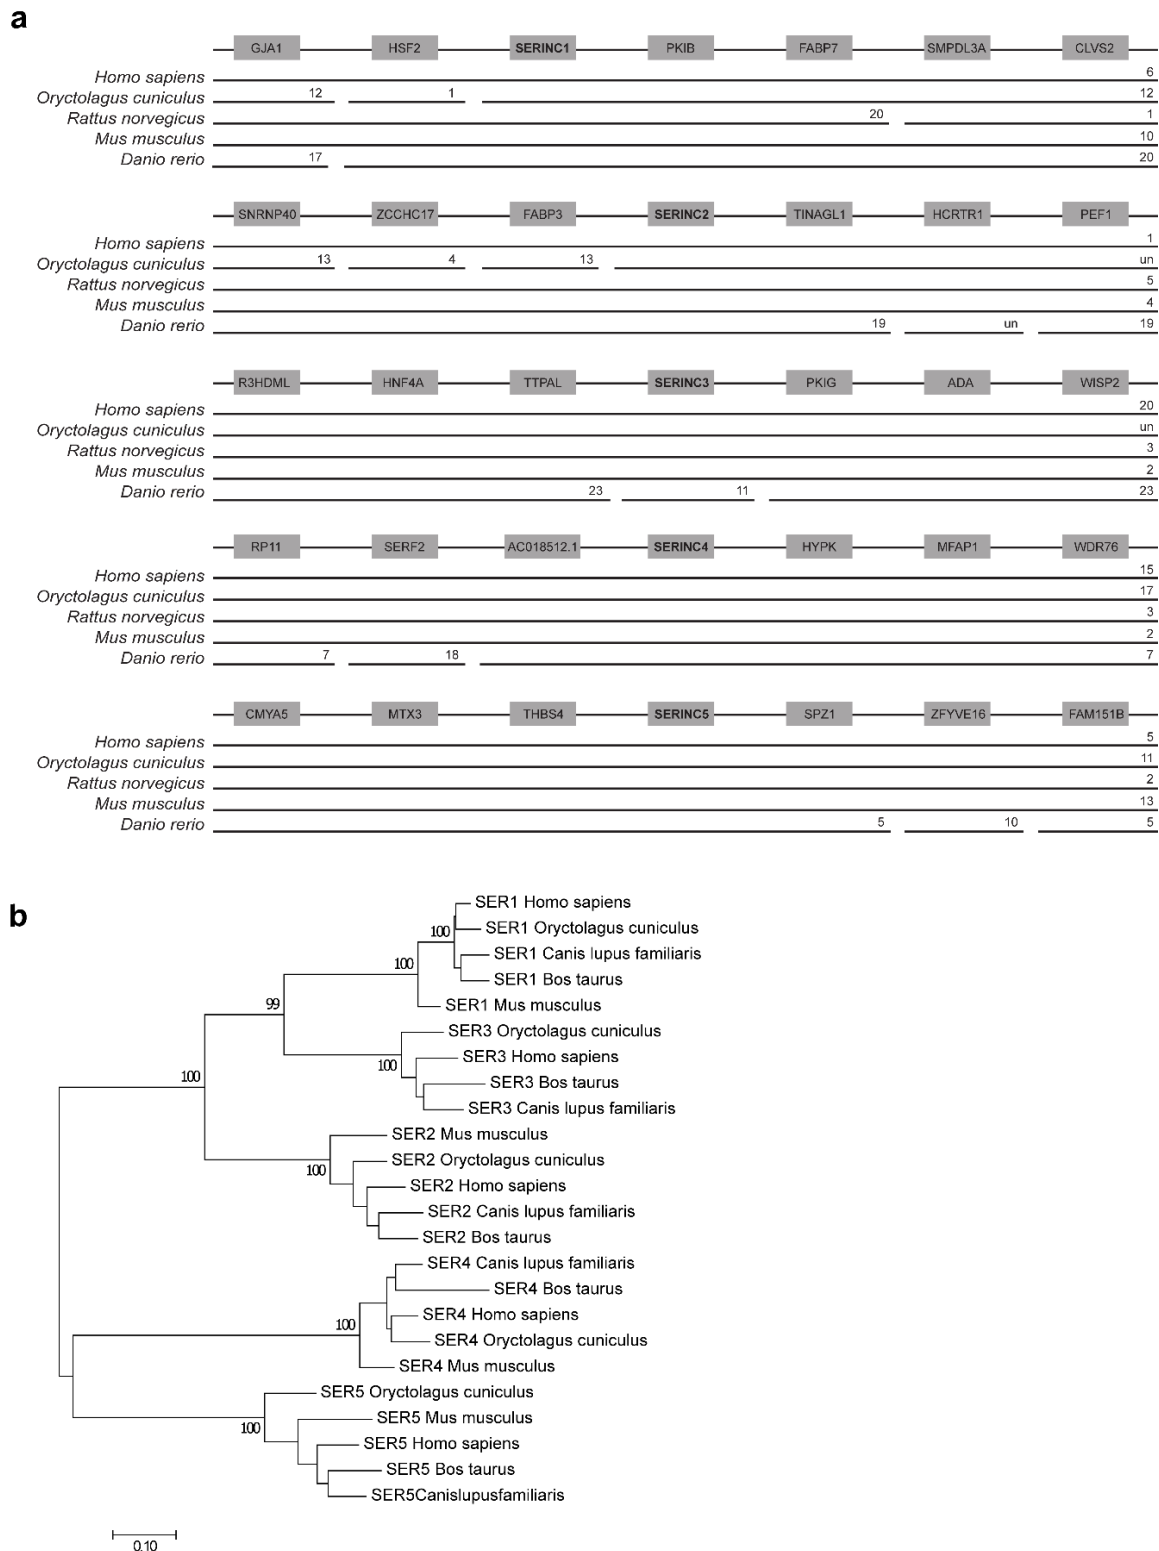 a
GJA1 HSF2 SERINC1 PKIB FABP7 SMPDL3A CLVS2
Homo sapiens 6
Oryctolagus cuniculus 12 1 12
Rattus norvegicus 20 1
Mus musculus 10
Danio rerio 17 20
SNRNP40 ZCCHC17 FABP3 SERINC2 TINAGL1 HCRTR1 PEF1
Homo sapiens 1
Oryctolagus cuniculus 13 4 13 un
Rattus norvegicus 5
Mus musculus 4
Danio rerio 19 un 19
R3HDML HNF4A TTPAL SERINC3 PKIG ADA WISP2
Homo sapiens 20
Oryctolagus cuniculus un
Rattus norvegicus 3
Mus musculus 2
Danio rerio 23 11 23
RP11 SERF2 AC018512.1 SERINC4 HYPK MFAP1 WDR76
Homo sapiens 15
Oryctolagus cuniculus 17
Rattus norvegicus 3
Mus musculus 2
Danio rerio 7 18 7
CMYA5 MTX3 THBS4 SERINC5 SPZ1 ZFYVE16 FAM151B
Homo sapiens 5
Oryctolagus cuniculus 11
Rattus norvegicus 2
Mus musculus 13
Danio rerio 5 10 5
b
SER1 Homo sapiens
100 SER1 Oryctolagus cuniculus
SER1 Canis lupus familiaris
100
SER1 Bos taurus
99 SER1 Mus musculus
SER3 Oryctolagus cuniculus
SER3 Homo sapiens
100
100 SER3 Bos taurus
SER3 Canis lupus familiaris
SER2 Mus musculus
SER2 Oryctolagus cuniculus
100
SER2 Homo sapiens
SER2 Canis lupus familiaris
SER2 Bos taurus
SER4 Canis lupus familiaris
SER4 Bos taurus
SER4 Homo sapiens
100
SER4 Oryctolagus cuniculus
SER4 Mus musculus
SER5 Oryctolagus cuniculus
SER5 Mus musculus
100
SER5 Homo sapiens
SER5 Bos taurus
SER5Canislupusfamiliaris
0.10